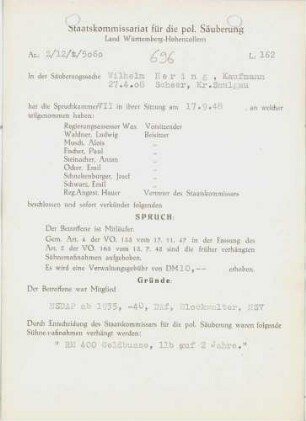 Staatskommissariat für die pol. Säuberung
Land Württemberg-Hohenzollern
Az: Z/12/z/5060
696
L. 162
In der Säuberungssache Wilhelm Hering, Kaufmann
27.4.06 Scheer, Kr. Saulgau
hat die Spruchkammer VII in ihrer Sitzung am 17.9.48 , an welcher
teilgenommen haben:
Regierungsassessor Wax Vorsitzender
Waldner, Ludwig Beisitzer
Musch, Alois "
Fischer, Paul "
Steinacher, Anton "
Odorr, Emil "
Schnekenburger, Josef "
Schwarz, Emil "
Reg.Angest. Hauer Vertreter des Staatskommissars
beschlossen und sofort verkündet folgenden
SPRUCH:
Der Betroffene ist Mitläufer.
Gem. Art. 4 der VO. 133 vom 17. 11. 47 in der Fassung des
Art. 2 der VO. 165 vom 13. 7. 48 sind die früher verhängten
Sühnemaßnahmen aufgehoben.
Es wird eine Verwaltungsgebühr von DM 10,-- erhoben.
Gründe:
Der Betroffene war Mitglied
NSDAP ab 1935, -40, DAF, Blockwalter, NSV
Durch Entscheidung des Staatskommissars für die pol. Säuberung waren folgende
Sühnemaßnahmen verhängt worden:
" RM 400 Geldbusse, 11b auf 2 Jahre."